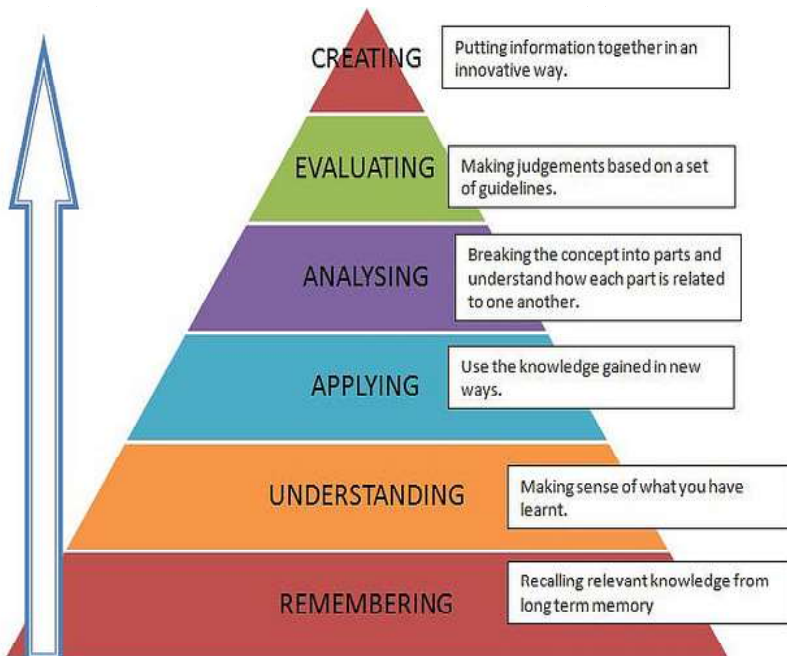 CREATING
Putting information together in an
innovative way.
EVALUATING
Making judgements based on a set
of guidelines.
ANALYSING
Breaking the concept into parts and
understand how each part is related
to one another.
APPLYING
Use the knowledge gained in new
ways.
UNDERSTANDING
Making sense of what you have
learnt.
REMEMBERING
Recalling relevant knowledge from
long term memory